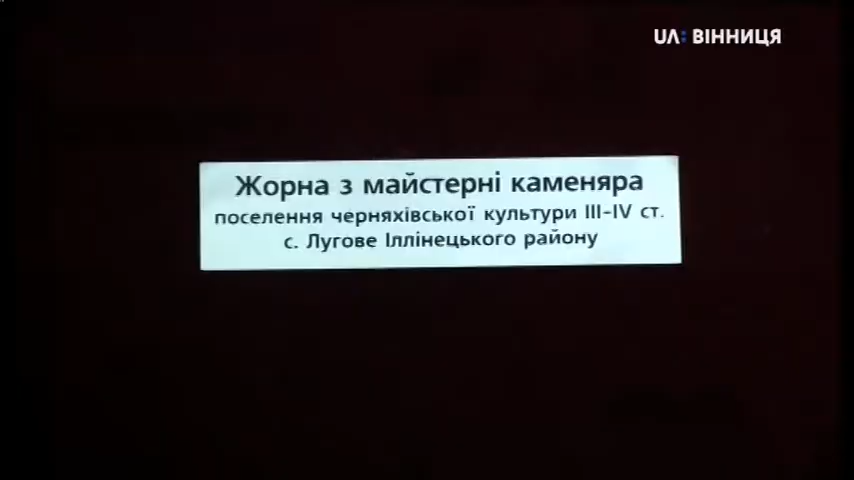 UA: ВІННИЦЯ
Жорна з майстерні каменяра
поселення черняхівської культури III-IV ст.
с. Лугове Іллінецького району